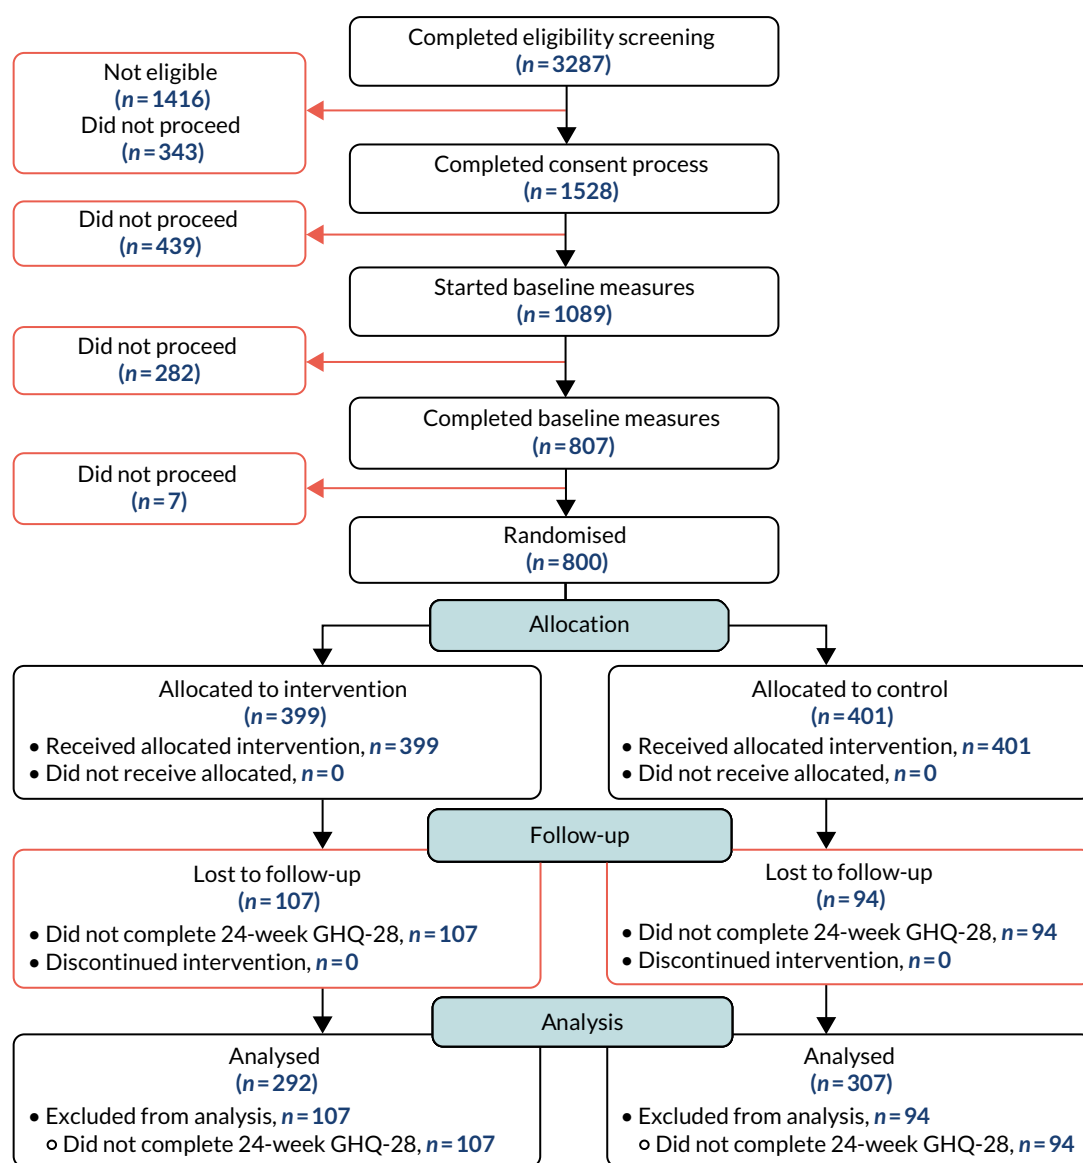 Completed eligibility screening
(n=3287)
Not eligible
(n=1416)
Did not proceed
(n=343)
Completed consent process
(n=1528)
Did not proceed
(n=439)
Started baseline measures
(n=1089)
Did not proceed
(n=282)
Completed baseline measures
(n=807)
Did not proceed
(n=7)
Randomised
(n=800)
Allocation
Allocated to intervention
(n=399)
• Received allocated intervention, n=399
• Did not receive allocated, n=0
Allocated to control
(n=401)
• Received allocated intervention, n=401
• Did not receive allocated, n=0
Follow-up
Lost to follow-up
(n=107)
• Did not complete 24-week GHQ-28, n=107
• Discontinued intervention, n=0
Lost to follow-up
(n=94)
• Did not complete 24-week GHQ-28, n=94
• Discontinued intervention, n=0
Analysis
Analysed
(n=292)
• Excluded from analysis, n=107
o Did not complete 24-week GHQ-28, n=107
Analysed
(n=307)
• Excluded from analysis, n=94
o Did not complete 24-week GHQ-28, n=94